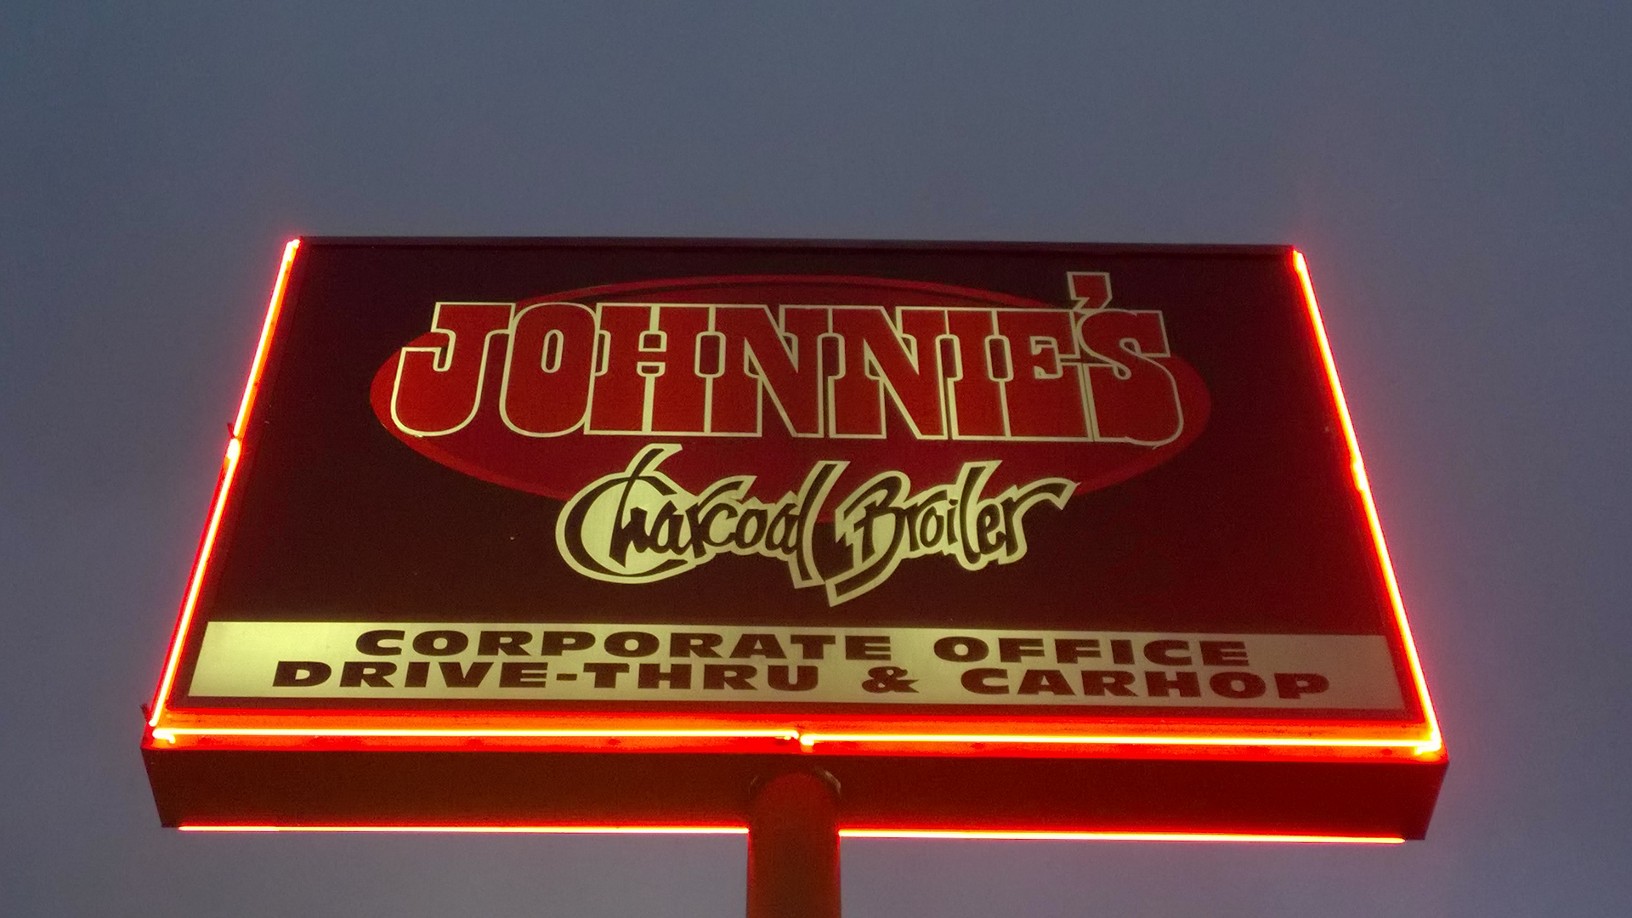 JOHNNIE'S
Charcoal Broiler
CORPORATE OFFICE
DRIVE-THRU & CARHOP